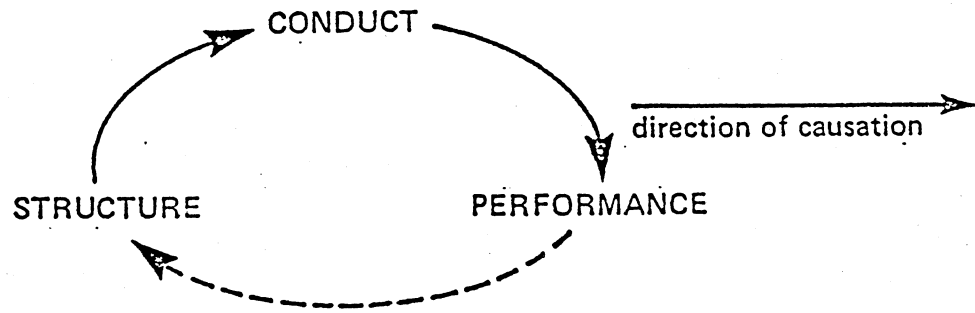 CONDUCT
direction of causation
STRUCTURE
PERFORMANCE